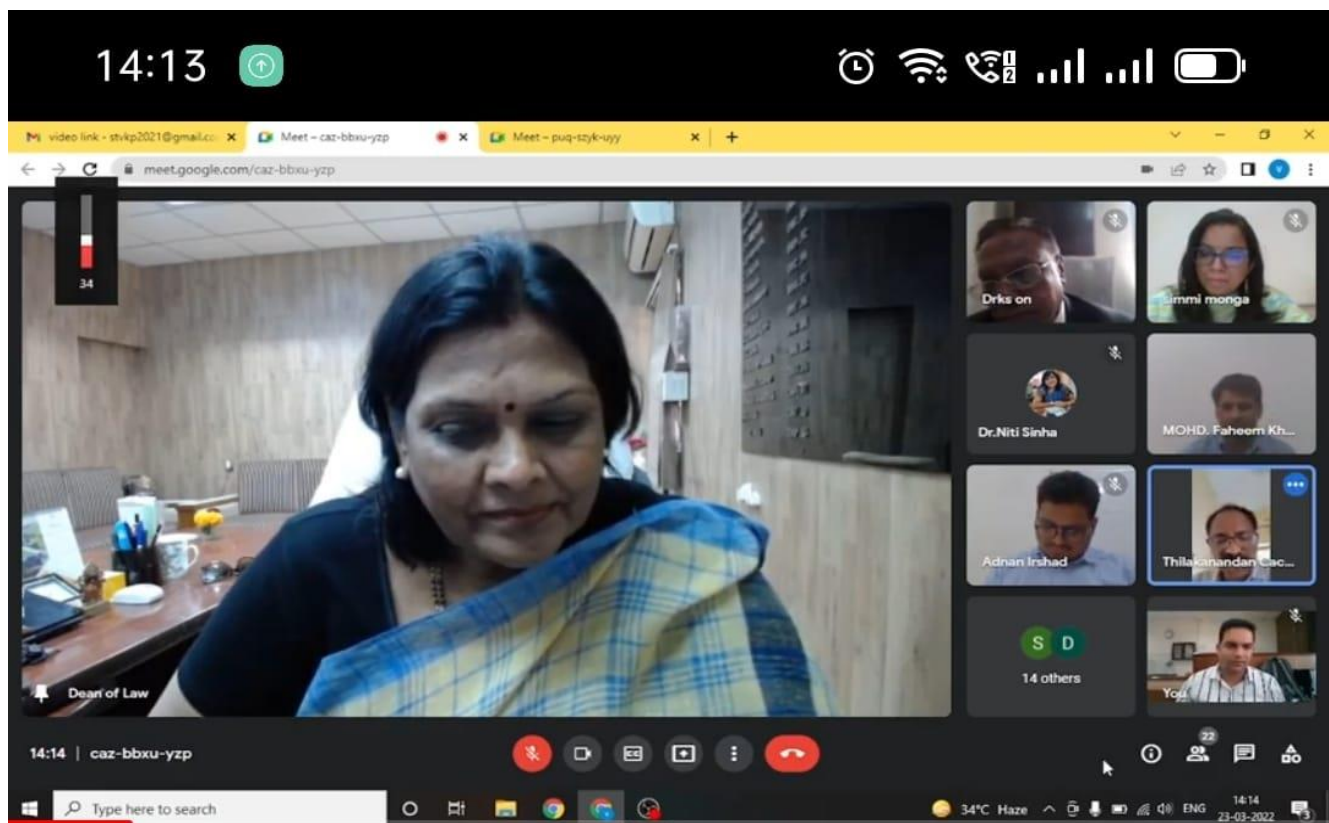 14:13
video link - stvkp2021@gmail.co
Meet – caz-bbxu-yzp
Meet – puq-szyk-uyy
meet.google.com/caz-bbxu-yzp
34
Drks on
simmi monga
Dr.Niti Sinha
MOHD. Faheem Kh...
Adnan Irshad
Thilakanandan Cac...
S D
14 others
Dean of Law
You
14:14 | caz-bbxu-yzp
CC
22
Type here to search
34°C Haze
ENG
14:14
23-03-2022
3